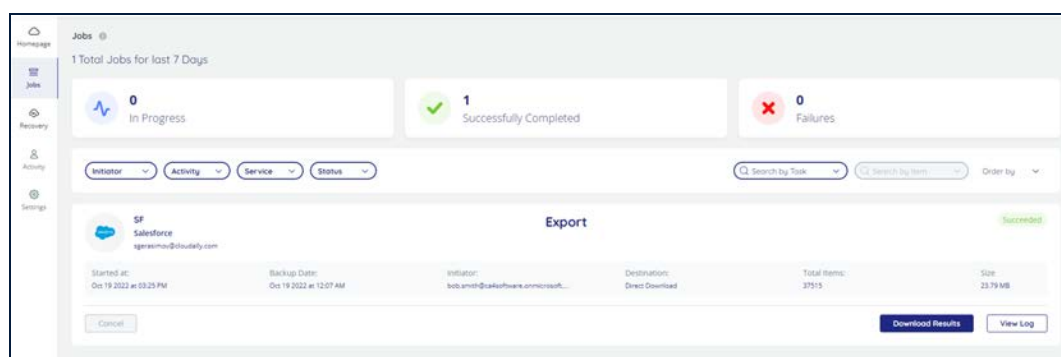 Homepage
Jobs
Recovery
Activity
Settings
Jobs
1 Total Jobs for last 7 Days
0
In Progress
1
Successfully Completed
0
Failures
Initiator
Activity
Service
Status
Search by Task
Search by Item
Order by
SF
Salesforce
sgerasimov@cloudally.com
Export
Succeeded
Started at:
Oct 19 2022 at 03:25 PM
Backup Date:
Oct 19 2022 at 12:07 AM
Initiator:
bob.smith@ca4software.onmicrosoft....
Destination:
Direct Download
Total Items:
37515
Size
23.79 MB
Cancel
Download Results
View Log